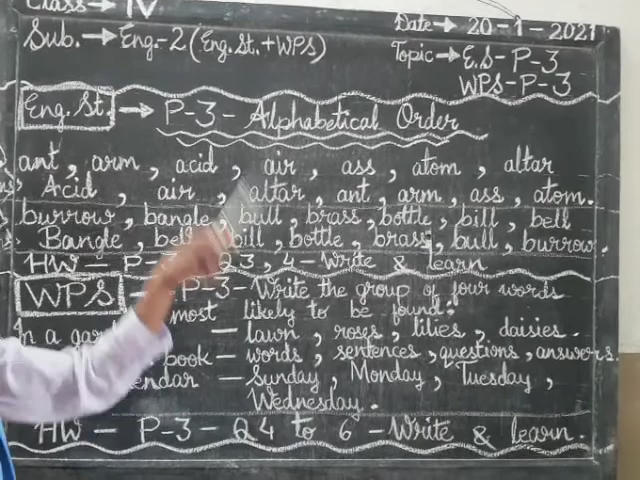 Class → IV
Date → 20-1-2021
Sub. → Eng.-2 (Eng. St. + WPS)
Topic → E.S - P-3
WPS - P-3
Eng. St. → P-3 - Alphabetical Order
ant, arm, acid, air, ass, atom, altar
Acid, air, altar, ant, arm, ass, atom.
burrow, bangle, bull, brass, bottle, bill, bell
Bangle, bell, bill, bottle, brass, bull, burrow.
HW - P-3 Q3, 4 - Write & learn
WPS - P-3 - Write the group of four words
most likely to be found:
In a - lawn, roses, lilies, daisies.
book - words, sentences, questions, answers.
- Sunday, Monday, Tuesday,
Wednesday.
HW - P-3 - Q4 to 6 - Write & learn.